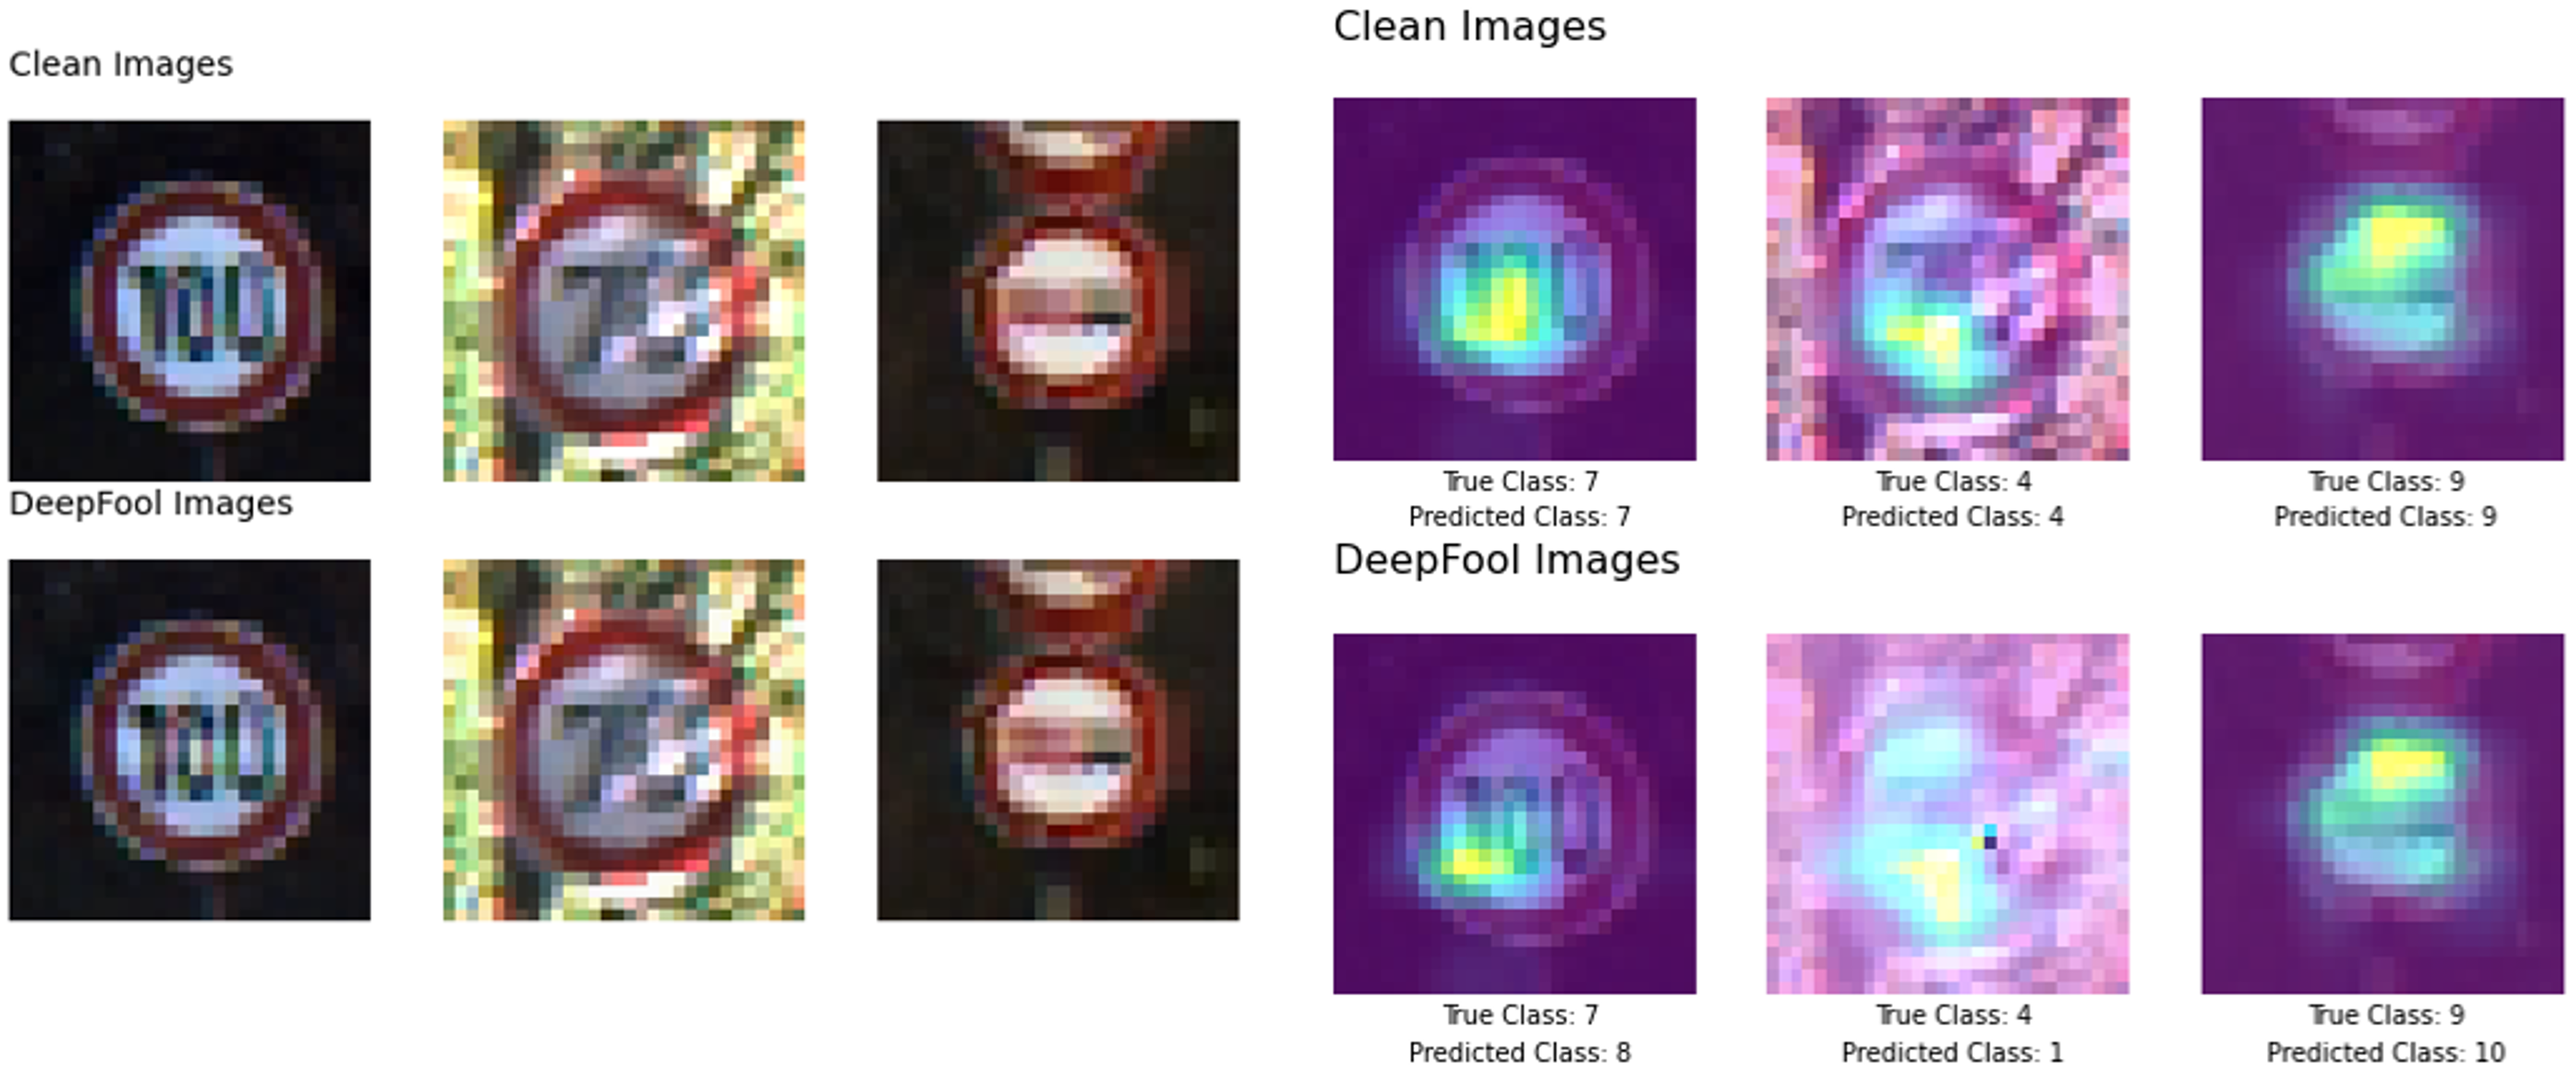 Clean Images
DeepFool Images
Clean Images
True Class: 7
Predicted Class: 7
True Class: 4
Predicted Class: 4
True Class: 9
Predicted Class: 9
DeepFool Images
True Class: 7
Predicted Class: 8
True Class: 4
Predicted Class: 1
True Class: 9
Predicted Class: 10